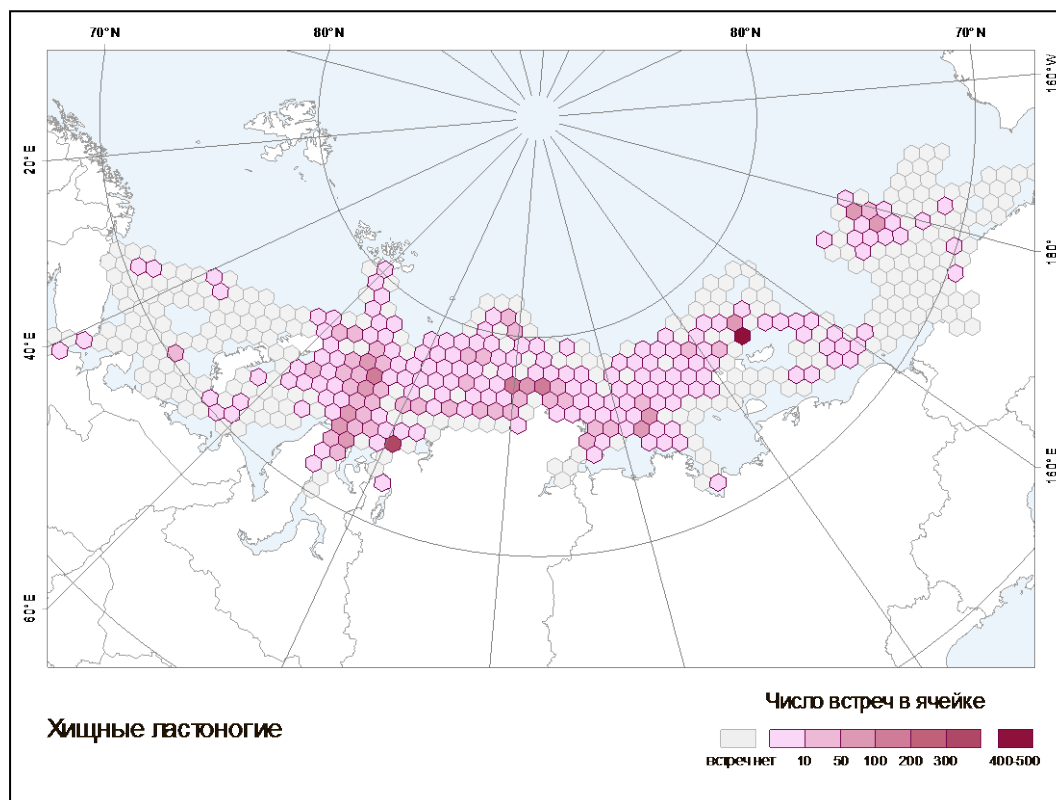 70°N 80°N 80°N 70°N
160°W
20°E
180°
40°E
160°E
60°E
Хищные ластоногие
Число встреч в ячейке
встреч нет 10 50 100 200 300 400-500